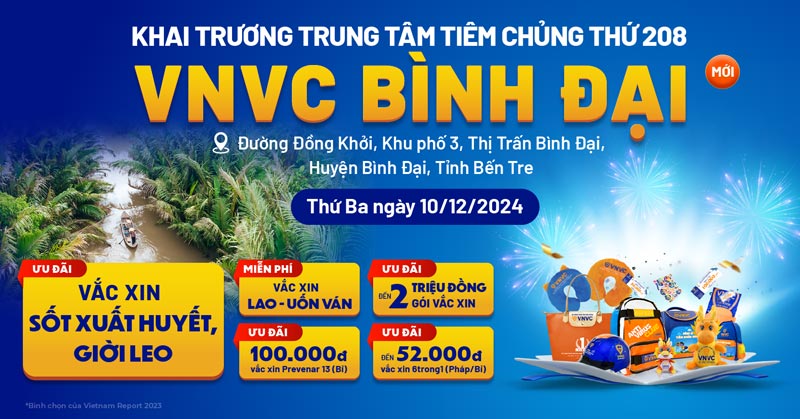 KHAI TRƯƠNG TRUNG TÂM TIÊM CHỦNG THỨ 208
VNVC BÌNH ĐẠI
MỚI
Đường Đồng Khởi, Khu phố 3, Thị Trấn Bình Đại,
Huyện Bình Đại, Tỉnh Bến Tre
Thứ Ba ngày 10/12/2024
ƯU ĐÃI
VẮC XIN
SỐT XUẤT HUYẾT,
GIỜI LEO
MIỄN PHÍ
VẮC XIN
LAO - UỐN VÁN
ƯU ĐÃI
ĐẾN 2 TRIỆU ĐỒNG
GÓI VẮC XIN
ƯU ĐÃI
100.000đ
vắc xin Prevenar 13 (Bỉ)
ƯU ĐÃI
ĐẾN 52.000đ
vắc xin 6trong1 (Pháp/Bỉ)
VNVC
VNVC
*Bình chọn của Vietnam Report 2023